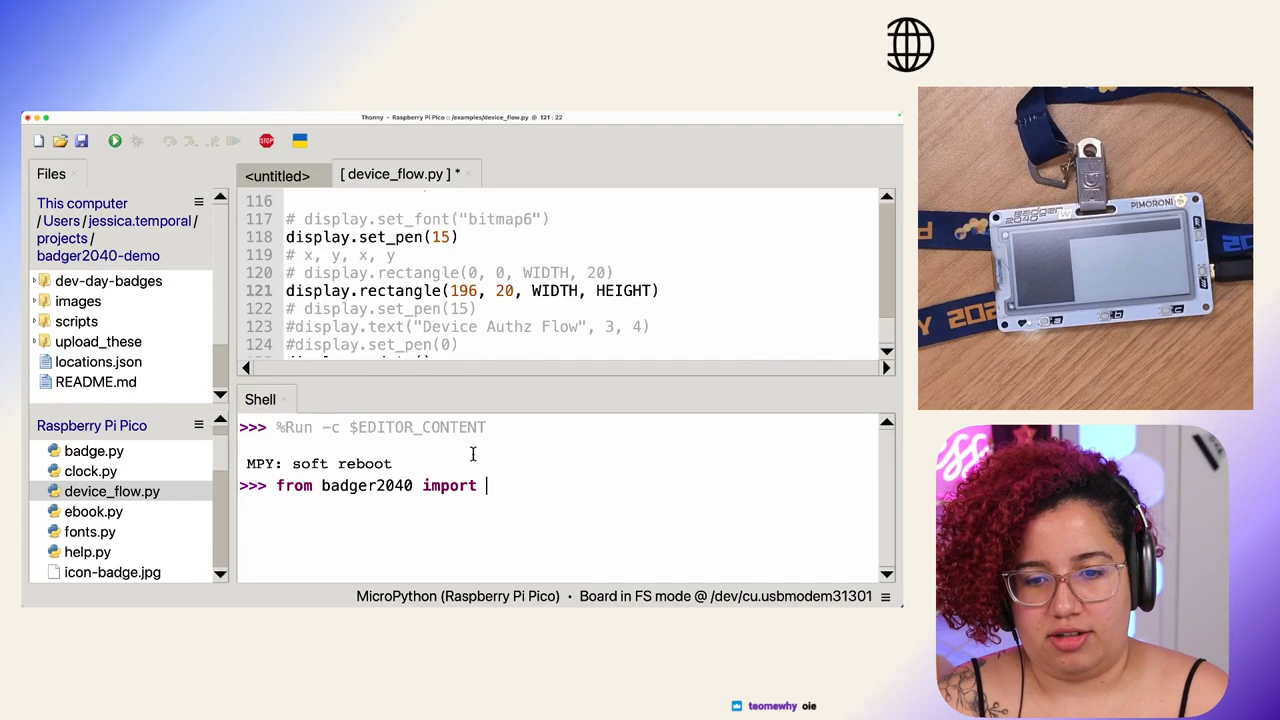 Thonny - Raspberry Pi Pico :: /examples/device_flow.py @ 121 : 22
Files
This computer
/ Users / jessica.temporal /
projects /
badger2040-demo
dev-day-badges
images
scripts
upload_these
locations.json
README.md
Raspberry Pi Pico
badge.py
clock.py
device_flow.py
ebook.py
fonts.py
help.py
icon-badge.jpg
STOP
<untitled>
[ device_flow.py ] *
116
117 # display.set_font("bitmap6")
118 display.set_pen(15)
119 # x, y, x, y
120 # display.rectangle(0, 0, WIDTH, 20)
121 display.rectangle(196, 20, WIDTH, HEIGHT)
122 # display.set_pen(15)
123 #display.text("Device Authz Flow", 3, 4)
124 #display.set_pen(0)
Shell
>>> %Run -c $EDITOR_CONTENT
MPY: soft reboot
>>> from badger2040 import
MicroPython (Raspberry Pi Pico) • Board in FS mode @ /dev/cu.usbmodem31301 ≡
Badger
2040 W
PIMORONI
a
b
c
teomewhy oie